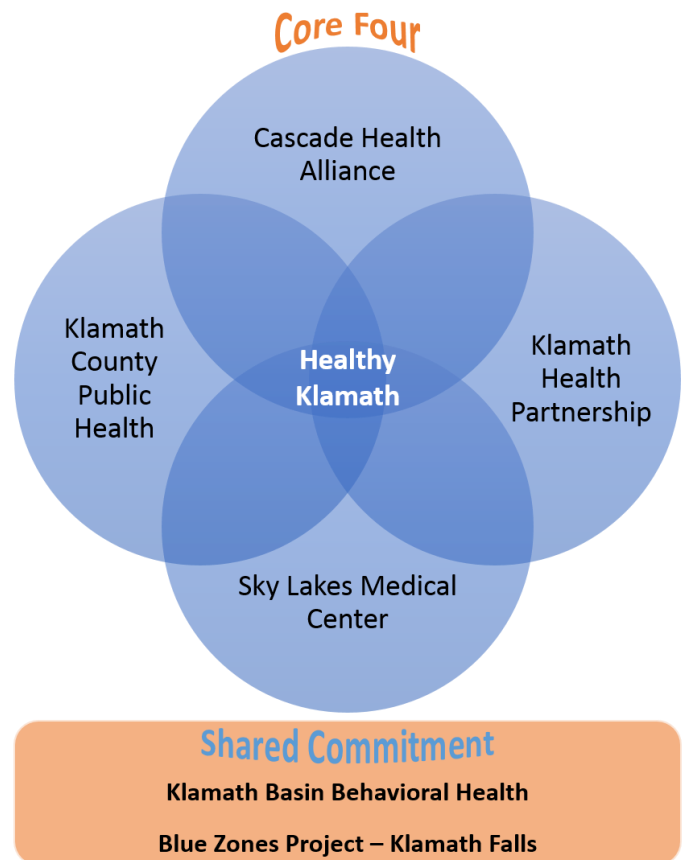 Core Four
Cascade Health
Alliance
Klamath
County
Public
Health
Healthy
Klamath
Klamath
Health
Partnership
Sky Lakes Medical
Center
Shared Commitment
Klamath Basin Behavioral Health
Blue Zones Project – Klamath Falls